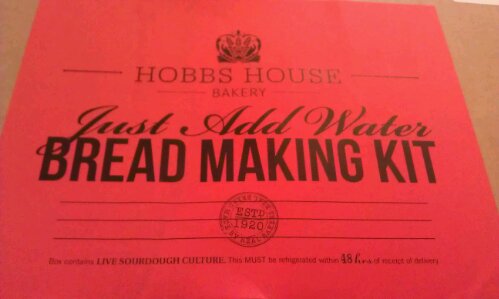 HOBBS HOUSE
BAKERY
Just Add Water
BREAD MAKING KIT
ESTD
1920
Box contains LIVE SOURDOUGH CULTURE. This MUST be refrigerated within 48 hrs of receipt of delivery